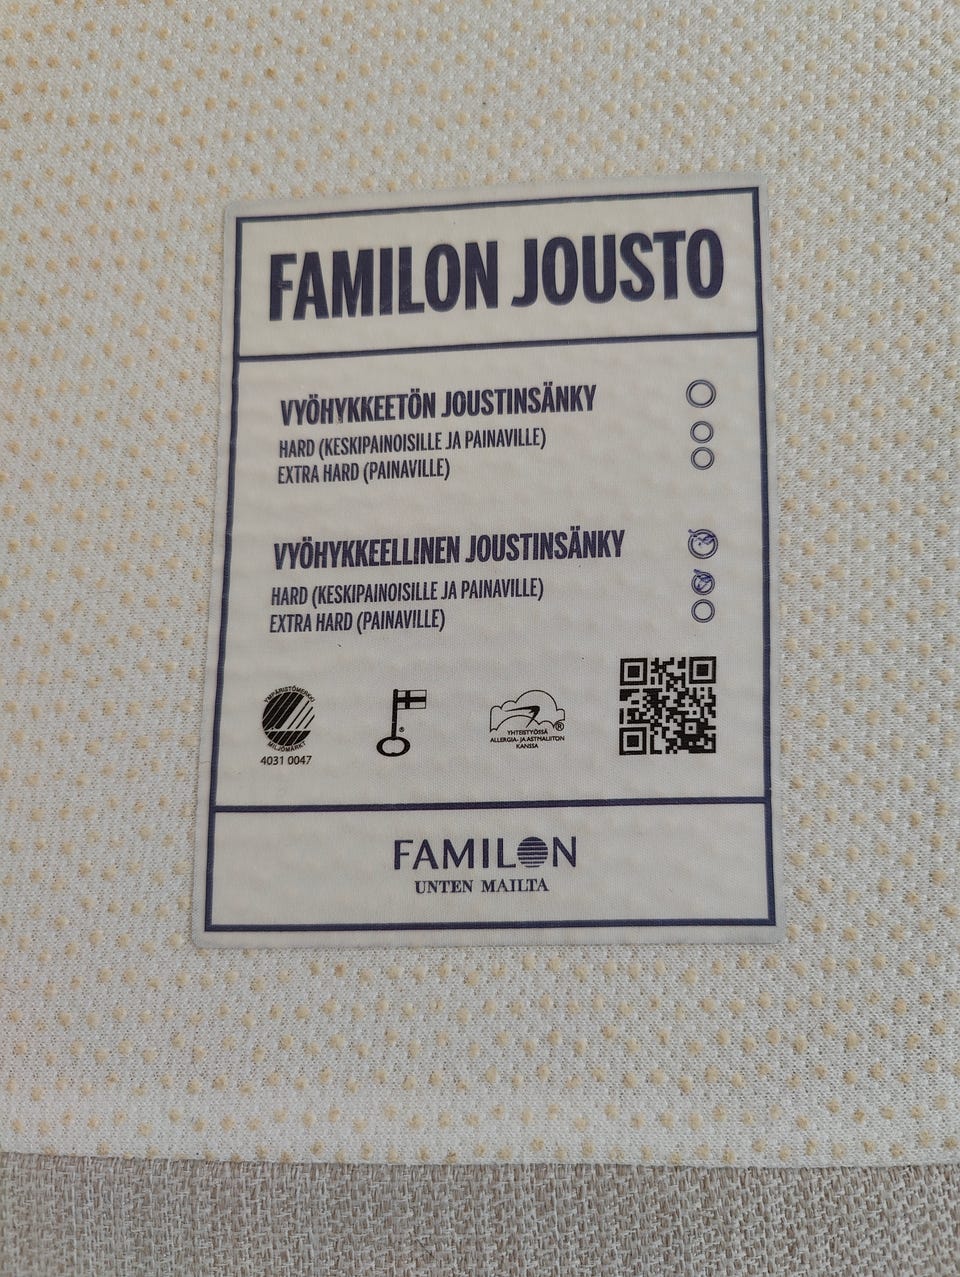 FAMILON JOUSTO
VYÖHYKKEETÖN JOUSTINSÄNKY
HARD (KESKIPAINOISILLE JA PAINAVILLE)
EXTRA HARD (PAINAVILLE)
VYÖHYKKEELLINEN JOUSTINSÄNKY
HARD (KESKIPAINOISILLE JA PAINAVILLE)
EXTRA HARD (PAINAVILLE)
YMPÄRISTÖMERKKI
MILJÖMÄRKT
4031 0047
®
®
YHTEISTYÖSSÄ
ALLERGIA- JA ASTMALIITON
KANSSA
FAMILON
UNTEN MAILTA